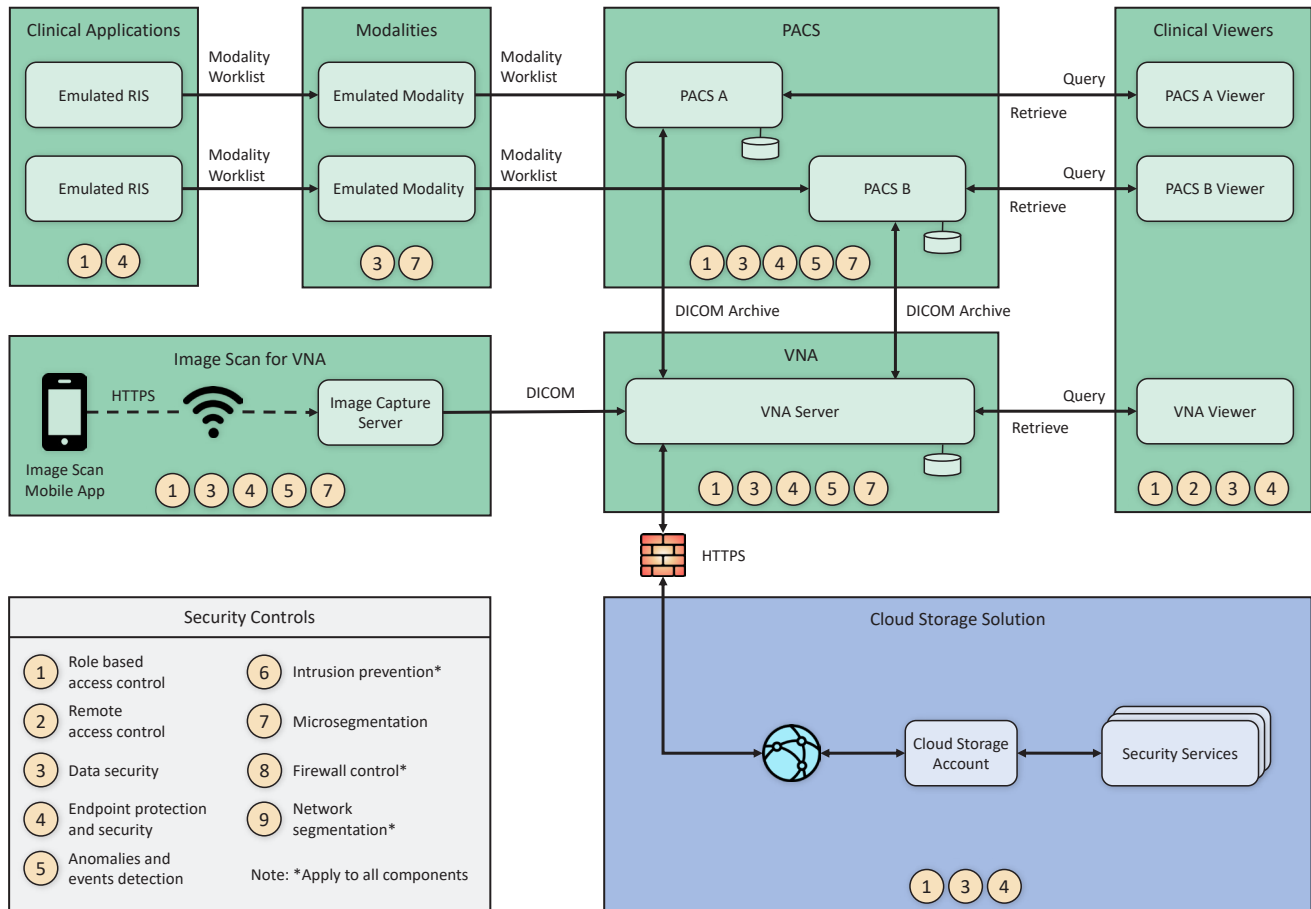 Clinical Applications
Emulated RIS
Emulated RIS
1 4
Modality
Worklist
Modality
Worklist
Modalities
Emulated Modality
Emulated Modality
3 7
Modality
Worklist
Modality
Worklist
PACS
PACS A
PACS B
1 3 4 5 7
Query
Retrieve
Query
Retrieve
Clinical Viewers
PACS A Viewer
PACS B Viewer
VNA Viewer
1 2 3 4
DICOM Archive
DICOM Archive
Image Scan for VNA
HTTPS
Image Capture
Server
Image Scan
Mobile App
1 3 4 5 7
DICOM
VNA
VNA Server
1 3 4 5 7
Query
Retrieve
HTTPS
Security Controls
1 Role based
access control
2 Remote
access control
3 Data security
4 Endpoint protection
and security
5 Anomalies and
events detection
6 Intrusion prevention*
7 Microsegmentation
8 Firewall control*
9 Network
segmentation*
Note: *Apply to all components
Cloud Storage Solution
Cloud Storage
Account
Security Services
1 3 4